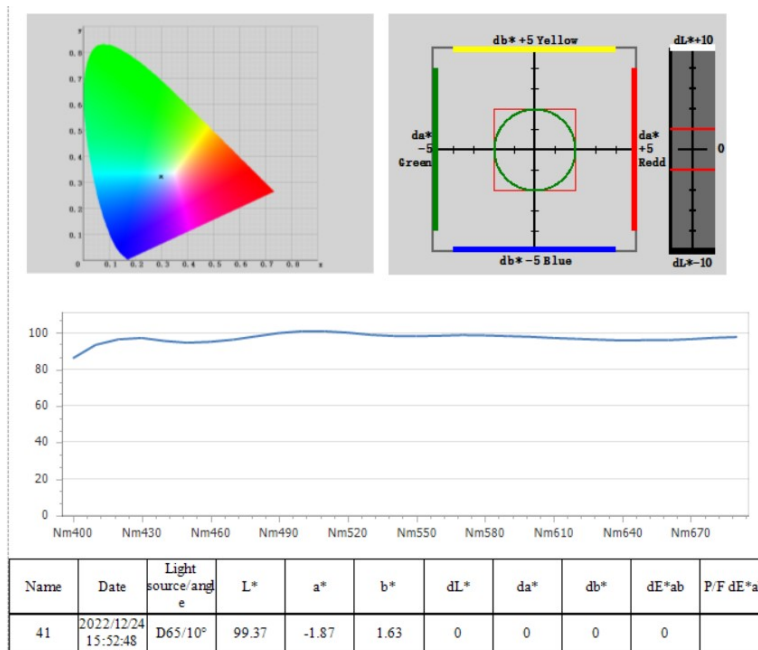 y
0.8
0.7
0.6
0.5
0.4
0.3
0.2
0.1
0 0.1 0.2 0.3 0.4 0.5 0.6 0.7 0.8 x
db* +5 Yellow
da*
-5
Green
da*
+5
Redd
db* -5 Blue
dL*+10
0
dL*-10
100
80
60
40
20
0
Nm400 Nm430 Nm460 Nm490 Nm520 Nm550 Nm580 Nm610 Nm640 Nm670
Name Date Light source/angle L* a* b* dL* da* db* dE*ab P/F dE*a
41 2022/12/24 15:52:48 D65/10° 99.37 -1.87 1.63 0 0 0 0